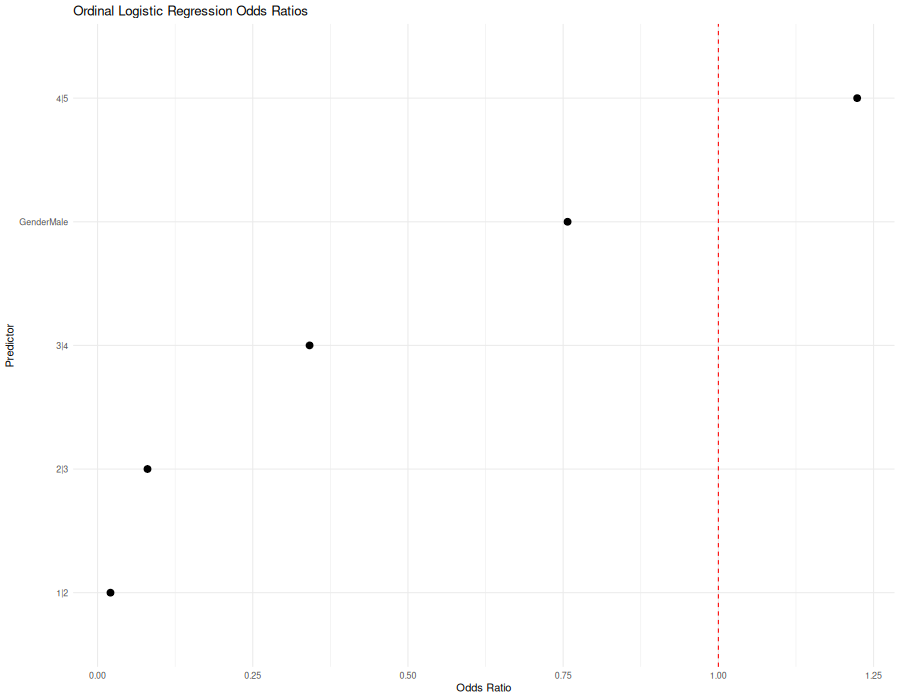 Ordinal Logistic Regression Odds Ratios
4|5
GenderMale
3|4
2|3
1|2
Predictor
0.00 0.25 0.50 0.75 1.00 1.25
Odds Ratio